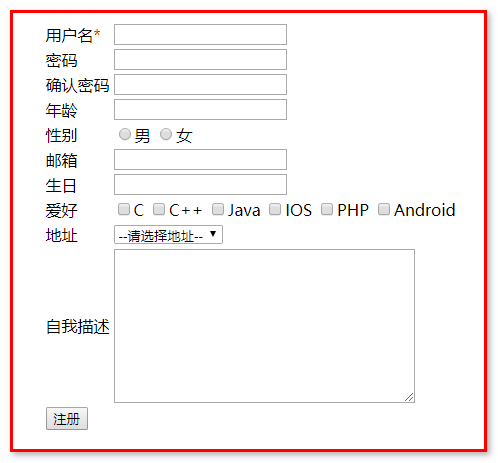 用户名*
密码
确认密码
年龄
性别 男 女
邮箱
生日
爱好 C C++ Java IOS PHP Android
地址 --请选择地址--
自我描述
注册